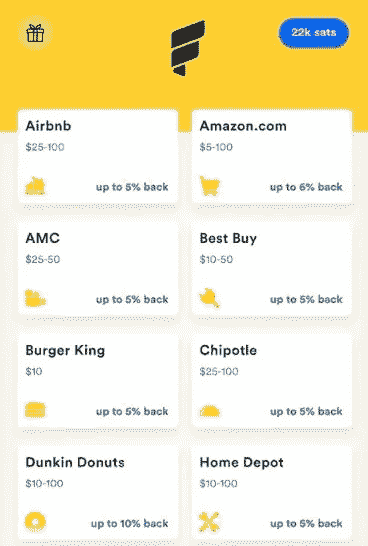 22k sats
Airbnb
$25-100
up to 5% back
Amazon.com
$5-100
up to 6% back
AMC
$25-50
up to 5% back
Best Buy
$10-50
up to 5% back
Burger King
$10
up to 5% back
Chipotle
$25-100
up to 5% back
Dunkin Donuts
$10-100
up to 10% back
Home Depot
$10-100
up to 5% back